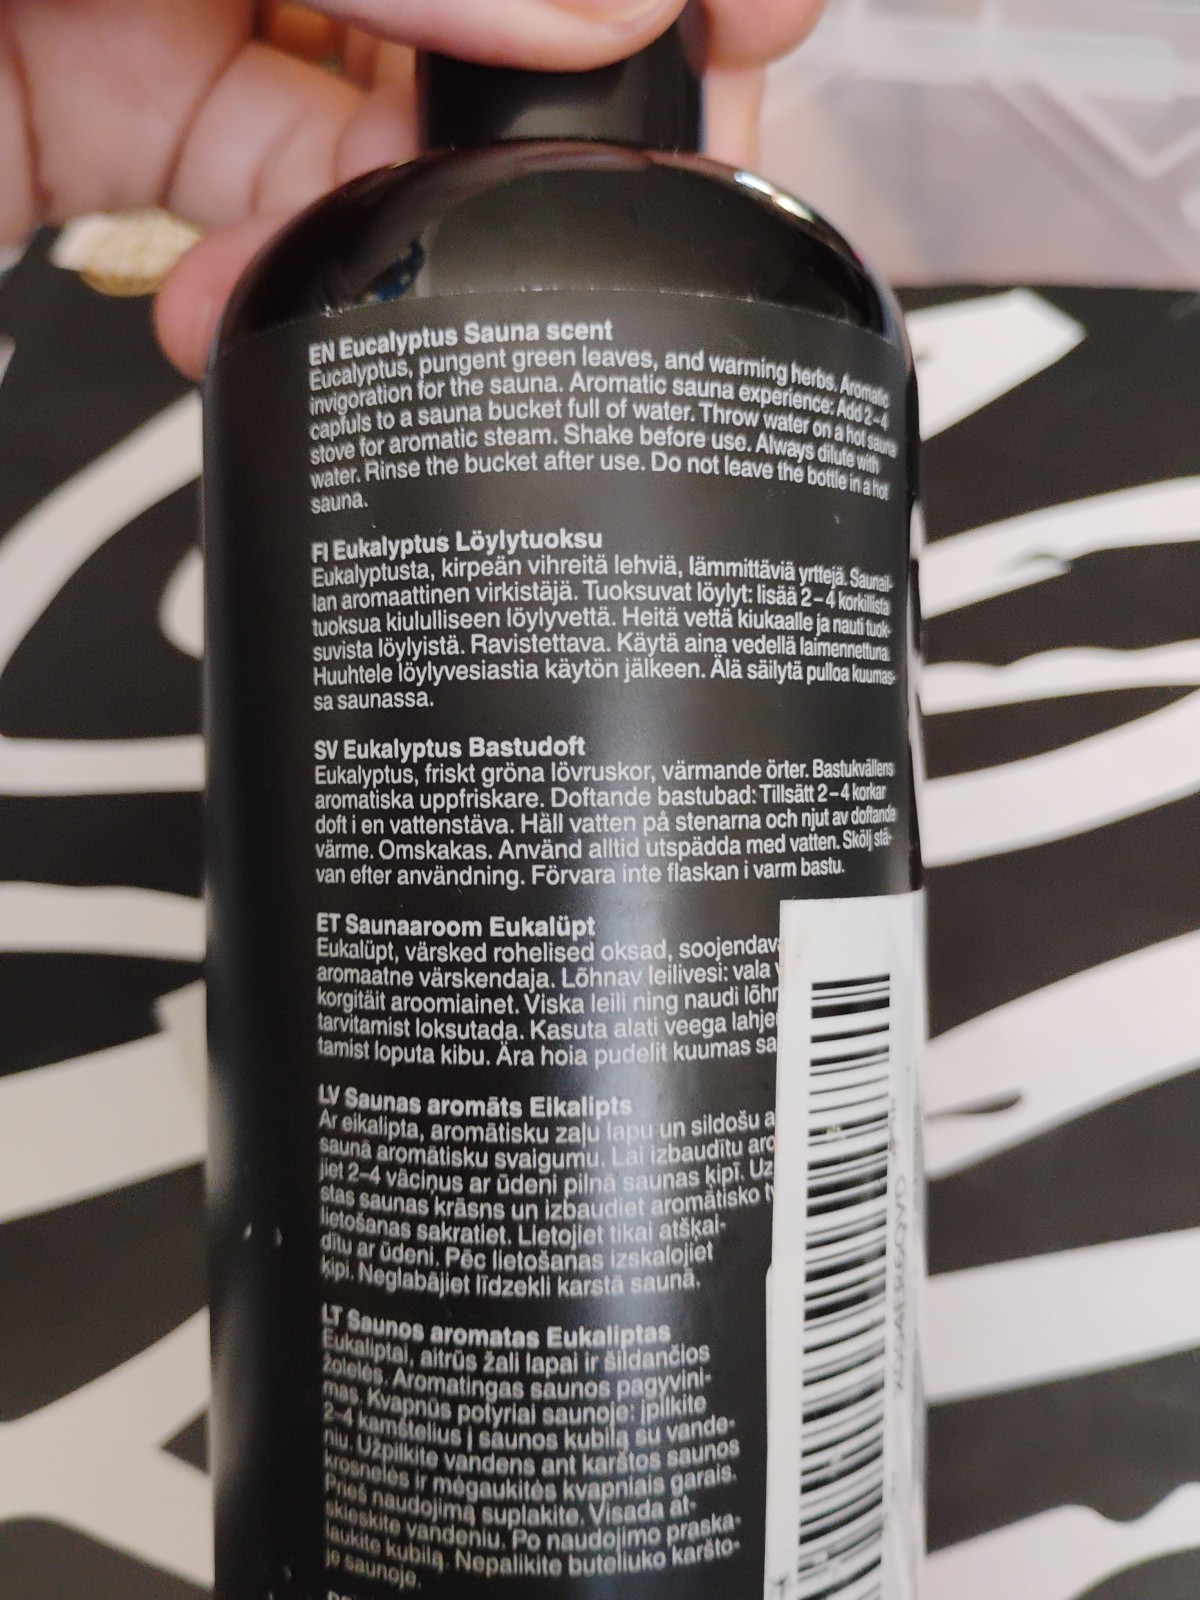 EN Eucalyptus Sauna scent
Eucalyptus, pungent green leaves, and warming herbs. Aromatic
invigoration for the sauna. Aromatic sauna experience: Add 2–4
capfuls to a sauna bucket full of water. Throw water on a hot sauna
stove for aromatic steam. Shake before use. Always dilute with
water. Rinse the bucket after use. Do not leave the bottle in a hot
sauna.
FI Eukalyptus Löylytuoksu
Eukalyptusta, kirpeän vihreitä lehviä, lämmittäviä yrttejä. Saunail-
lan aromaattinen virkistäjä. Tuoksuvat löylyt: lisää 2–4 korkillista
tuoksua kiululliseen löylyvettä. Heitä vettä kiukaalle ja nauti tuok-
suvista löylyistä. Ravistettava. Käytä aina vedellä laimennettuna.
Huuhtele löylyvesiastia käytön jälkeen. Älä säilytä pulloa kuumas-
sa saunassa.
SV Eukalyptus Bastudoft
Eukalyptus, friskt gröna lövruskor, värmande örter. Bastukvällens
aromatiska uppfriskare. Doftande bastubad: Tillsätt 2–4 korkar
doft i en vattenstäva. Häll vatten på stenarna och njut av doftande
värme. Omskakas. Använd alltid utspädda med vatten. Skölj stä-
van efter användning. Förvara inte flaskan i varm bastu.
ET Saunaaroom Eukalüpt
Eukalüpt, värsked rohelised oksad, soojendava
aromaatne värskendaja. Lõhnav leilivesi: vala
korgitäit aroomiainet. Viska leili ning naudi lõhn
tarvitamist loksutada. Kasuta alati veega lahje
tamist loputa kibu. Ära hoia pudelit kuumas sa
LV Saunas aromāts Eikalipts
Ar eikalipta, aromātisku zaļu lapu un sildošu a
saunā aromātisku svaigumu. Lai izbaudītu aro
jiet 2–4 vāciņus ar ūdeni pilnā saunas ķipī. Uz
stas saunas krāsns un izbaudiet aromātisko
lietošanas sakratiet. Lietojiet tikai atšķai-
dītu ar ūdeni. Pēc lietošanas izskalojiet
ķipi. Neglabājiet līdzekli karstā saunā.
LT Saunos aromatas Eukaliptas
Eukaliptai, aitrūs žali lapai ir šildančios
žolelės. Aromatingas saunos pagyvini-
mas. Kvapnūs potyriai saunoje: įpilkite
2–4 kamštelius į saunos kubilą su vande-
niu. Užpilkite vandens ant karštos saunos
krosnelės ir mėgaukitės kvapniais garais.
Prieš naudojimą suplakite. Visada at-
skieskite vandeniu. Po naudojimo praska-
laukite kubilą. Nepalikite buteliuko karšto-
je saunoje.